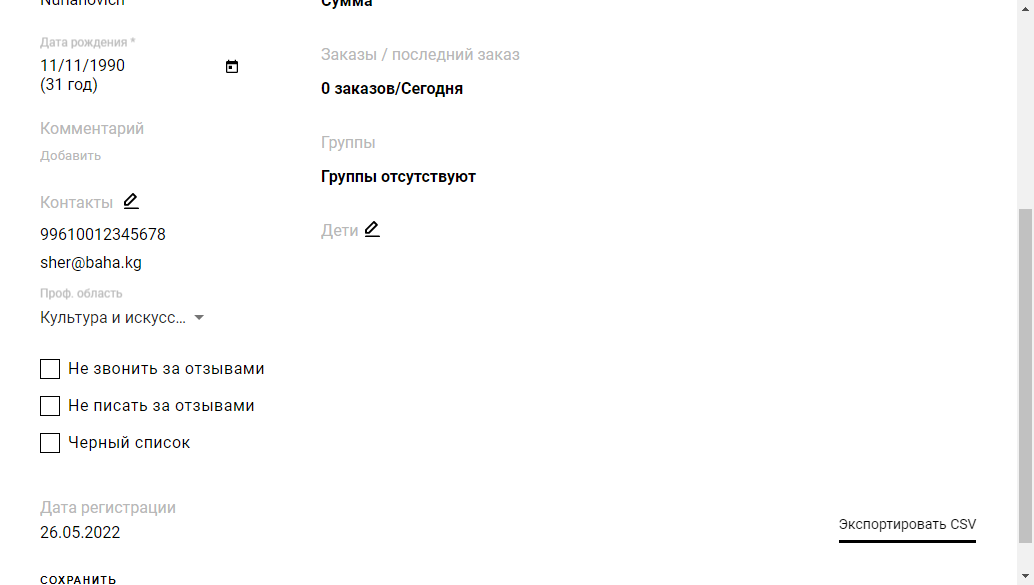 Nurianovich
Дата рождения *
11/11/1990
(31 год)
Комментарий
Добавить
Контакты
99610012345678
sher@baha.kg
Проф. область
Культура и искусс...
Не звонить за отзывами
Не писать за отзывами
Черный список
Дата регистрации
26.05.2022
СОХРАНИТЬ
Сумма
Заказы / последний заказ
0 заказов/Сегодня
Группы
Группы отсутствуют
Дети
Экспортировать CSV